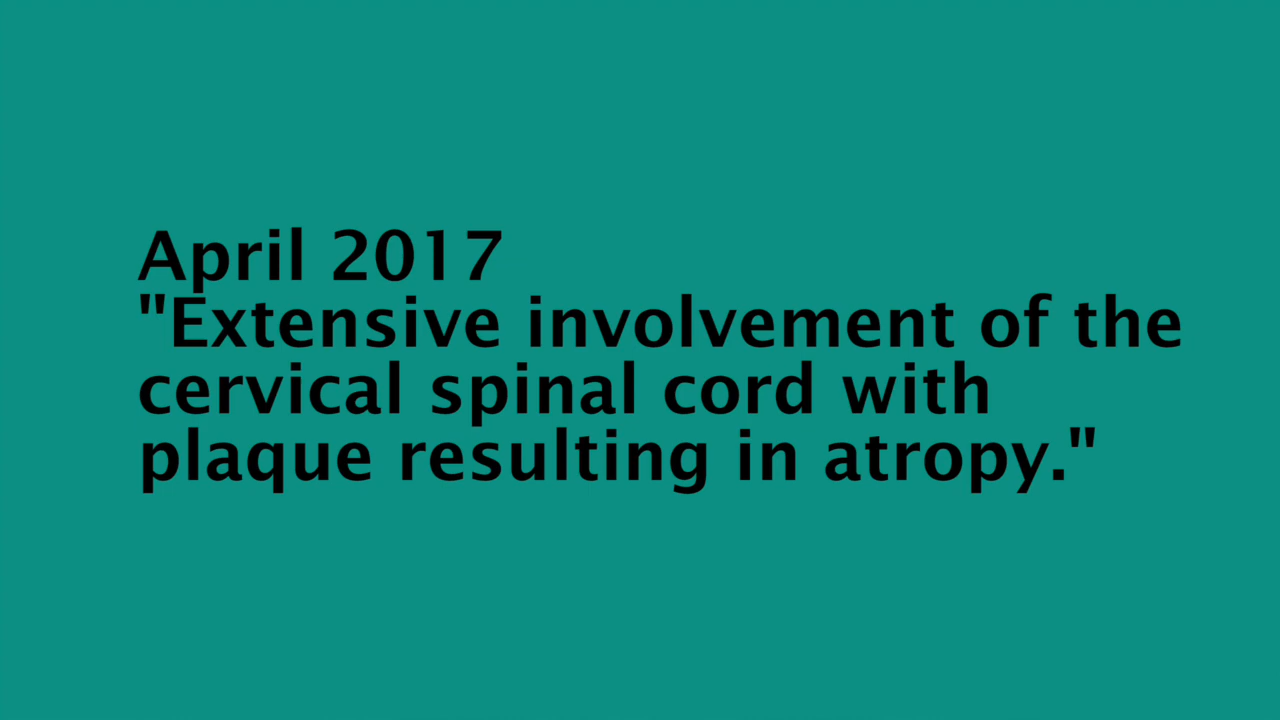 April 2017
"Extensive involvement of the
cervical spinal cord with
plaque resulting in atropy."